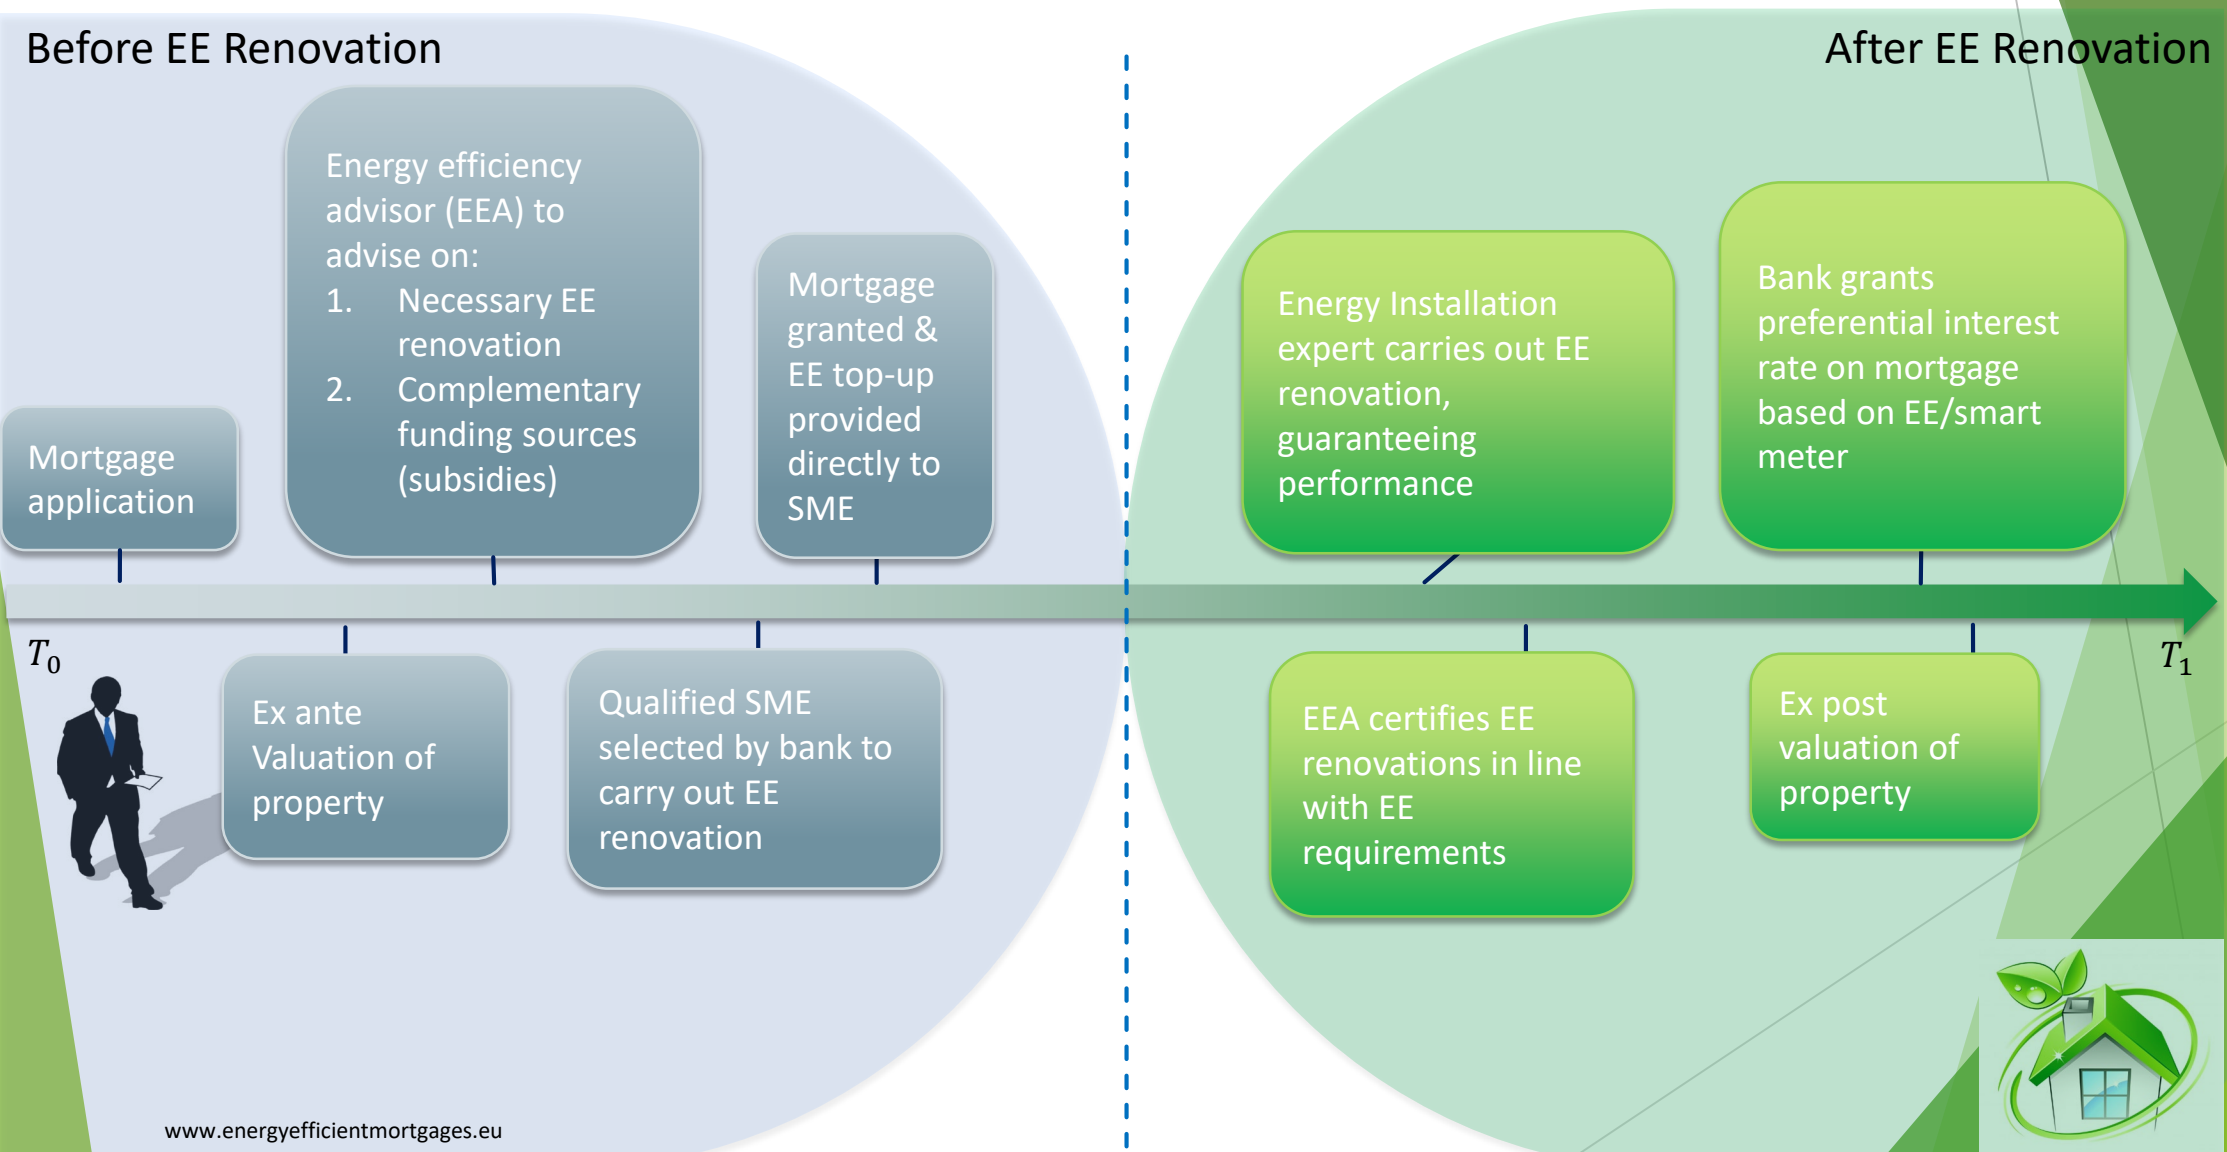 Before EE Renovation
After EE Renovation
Energy efficiency
advisor (EEA) to
advise on:
1. Necessary EE
renovation
2. Complementary
funding sources
(subsidies)
Mortgage
application
Mortgage
granted &
EE top-up
provided
directly to
SME
Energy Installation
expert carries out EE
renovation,
guaranteeing
performance
Bank grants
preferential interest
rate on mortgage
based on EE/smart
meter
T₀
T₁
Ex ante
Valuation of
property
Qualified SME
selected by bank to
carry out EE
renovation
EEA certifies EE
renovations in line
with EE
requirements
Ex post
valuation of
property
www.energyefficientmortgages.eu